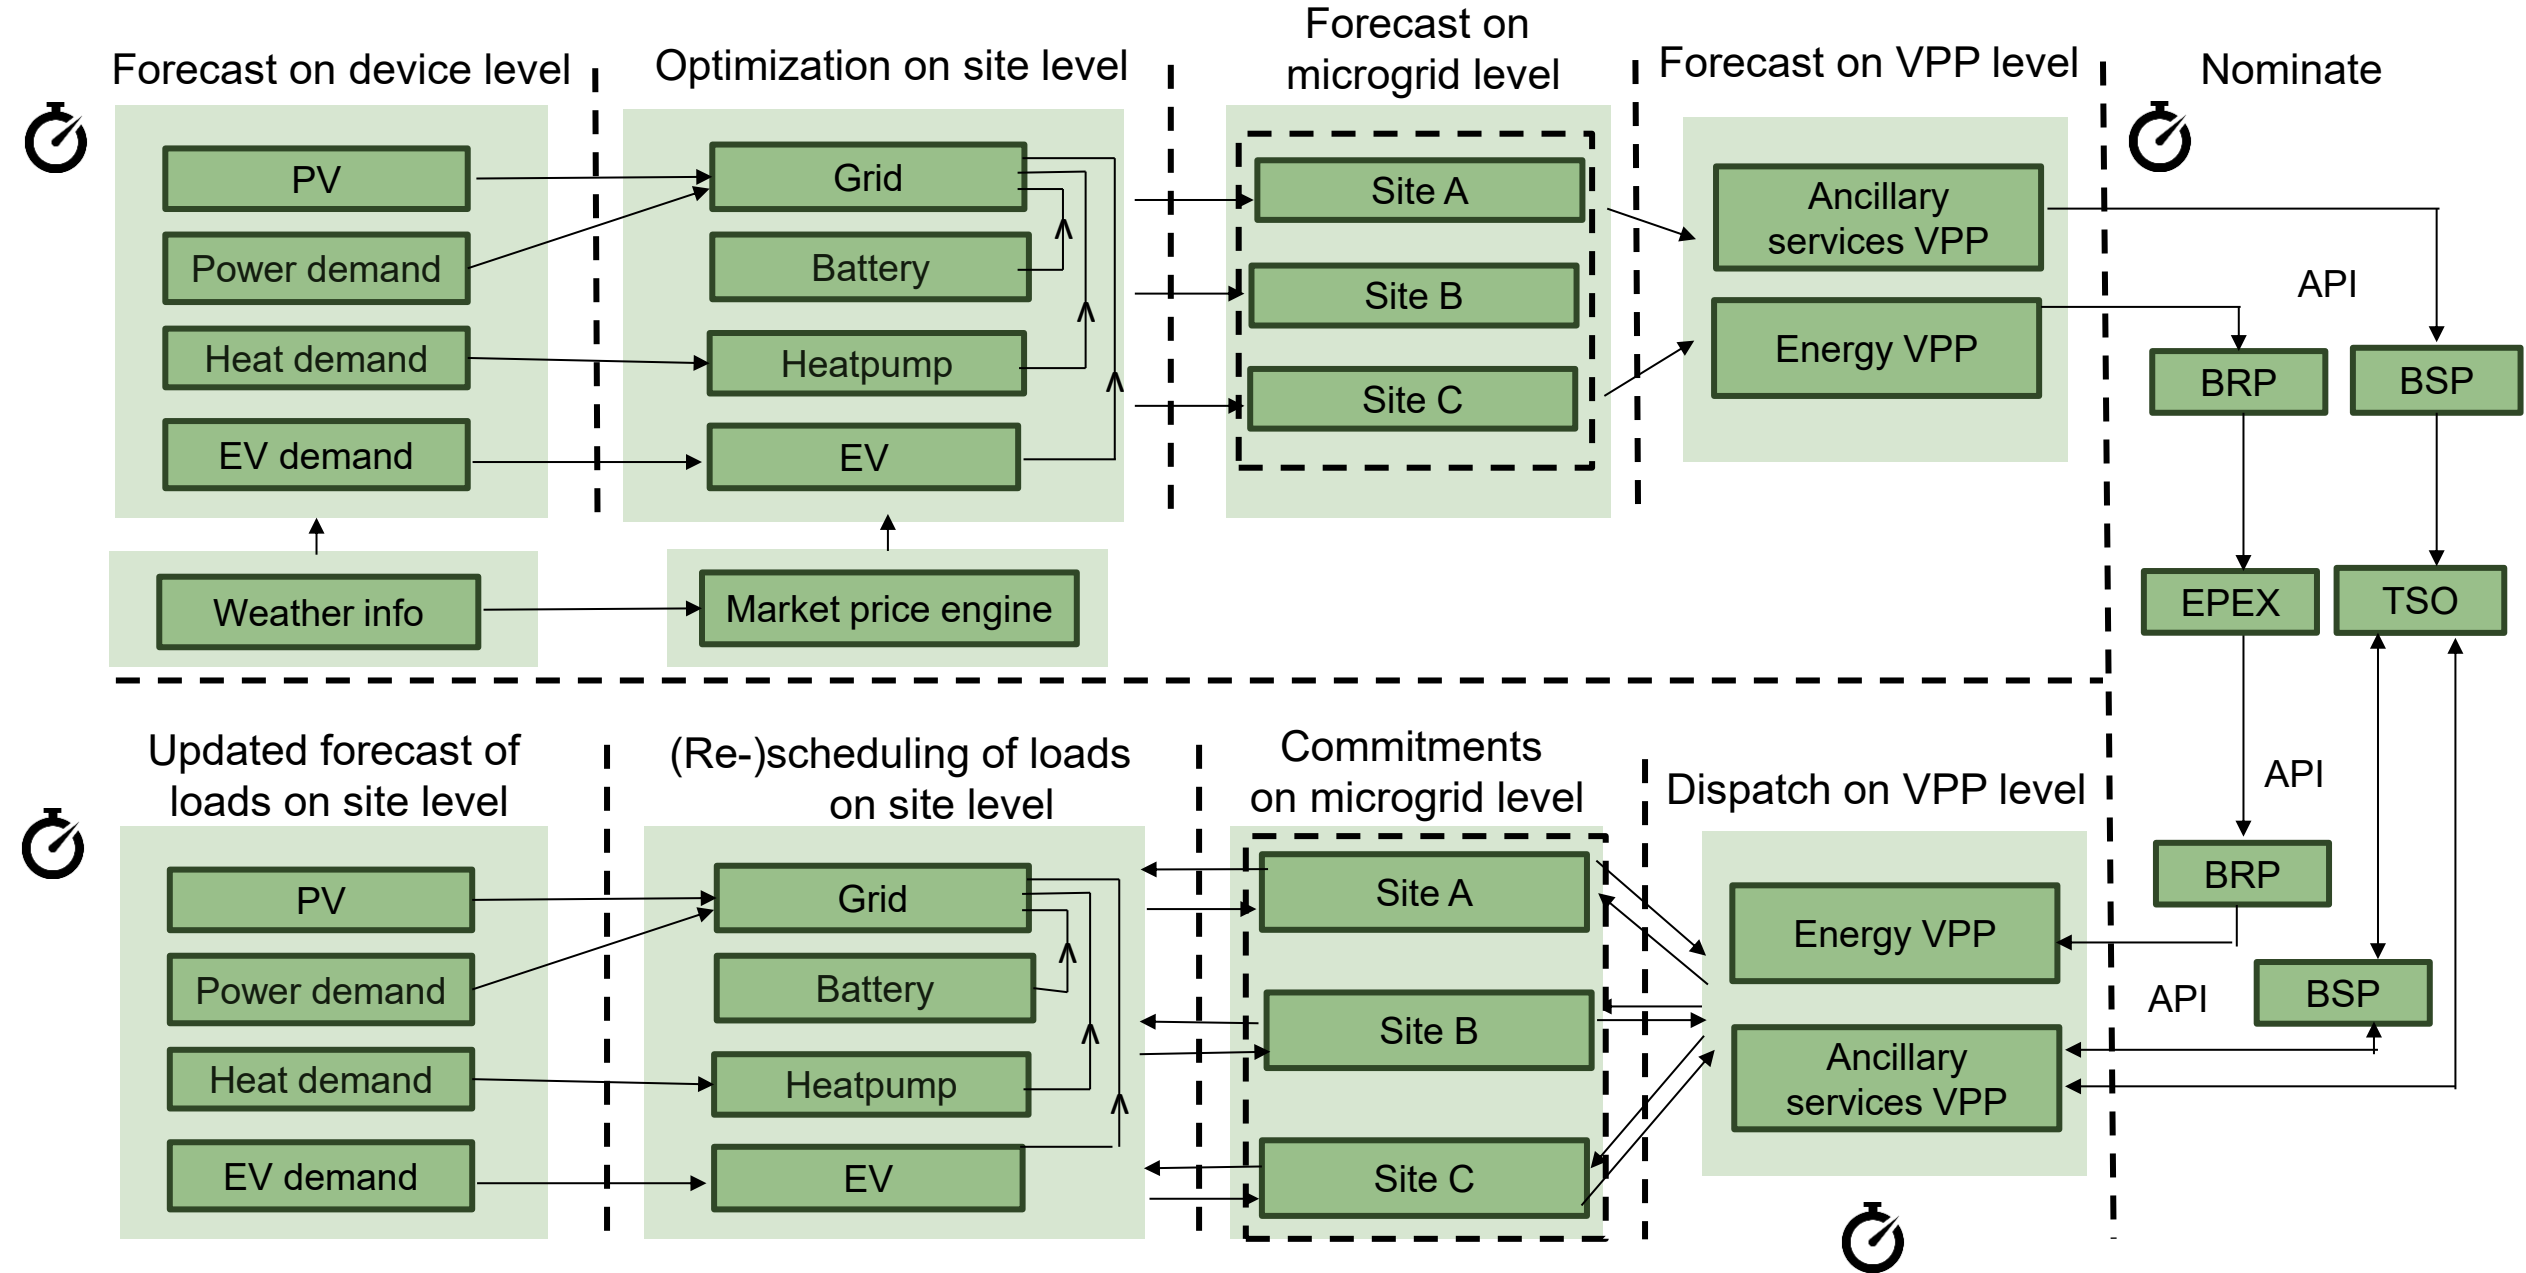 Forecast on device level
PV
Power demand
Heat demand
EV demand
Weather info
Optimization on site level
Grid
Battery
Heatpump
EV
Market price engine
Forecast on
microgrid level
Site A
Site B
Site C
Forecast on VPP level
Ancillary
services VPP
Energy VPP
Nominate
API
BRP
BSP
EPEX
TSO
API
BRP
BSP
API
Updated forecast of
loads on site level
PV
Power demand
Heat demand
EV demand
(Re-)scheduling of loads
on site level
Grid
Battery
Heatpump
EV
Commitments
on microgrid level
Site A
Site B
Site C
Dispatch on VPP level
Energy VPP
Ancillary
services VPP